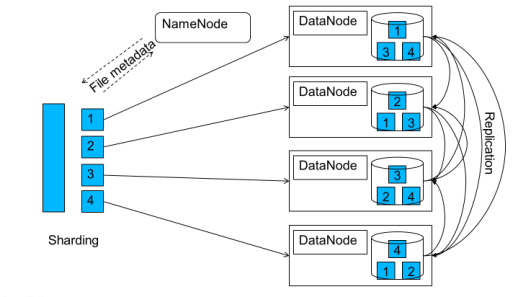 NameNode
File metadata
1
2
3
4
Sharding
DataNode
1
3 4
DataNode
2
1 3
DataNode
3
2 4
DataNode
4
1 2
Replication